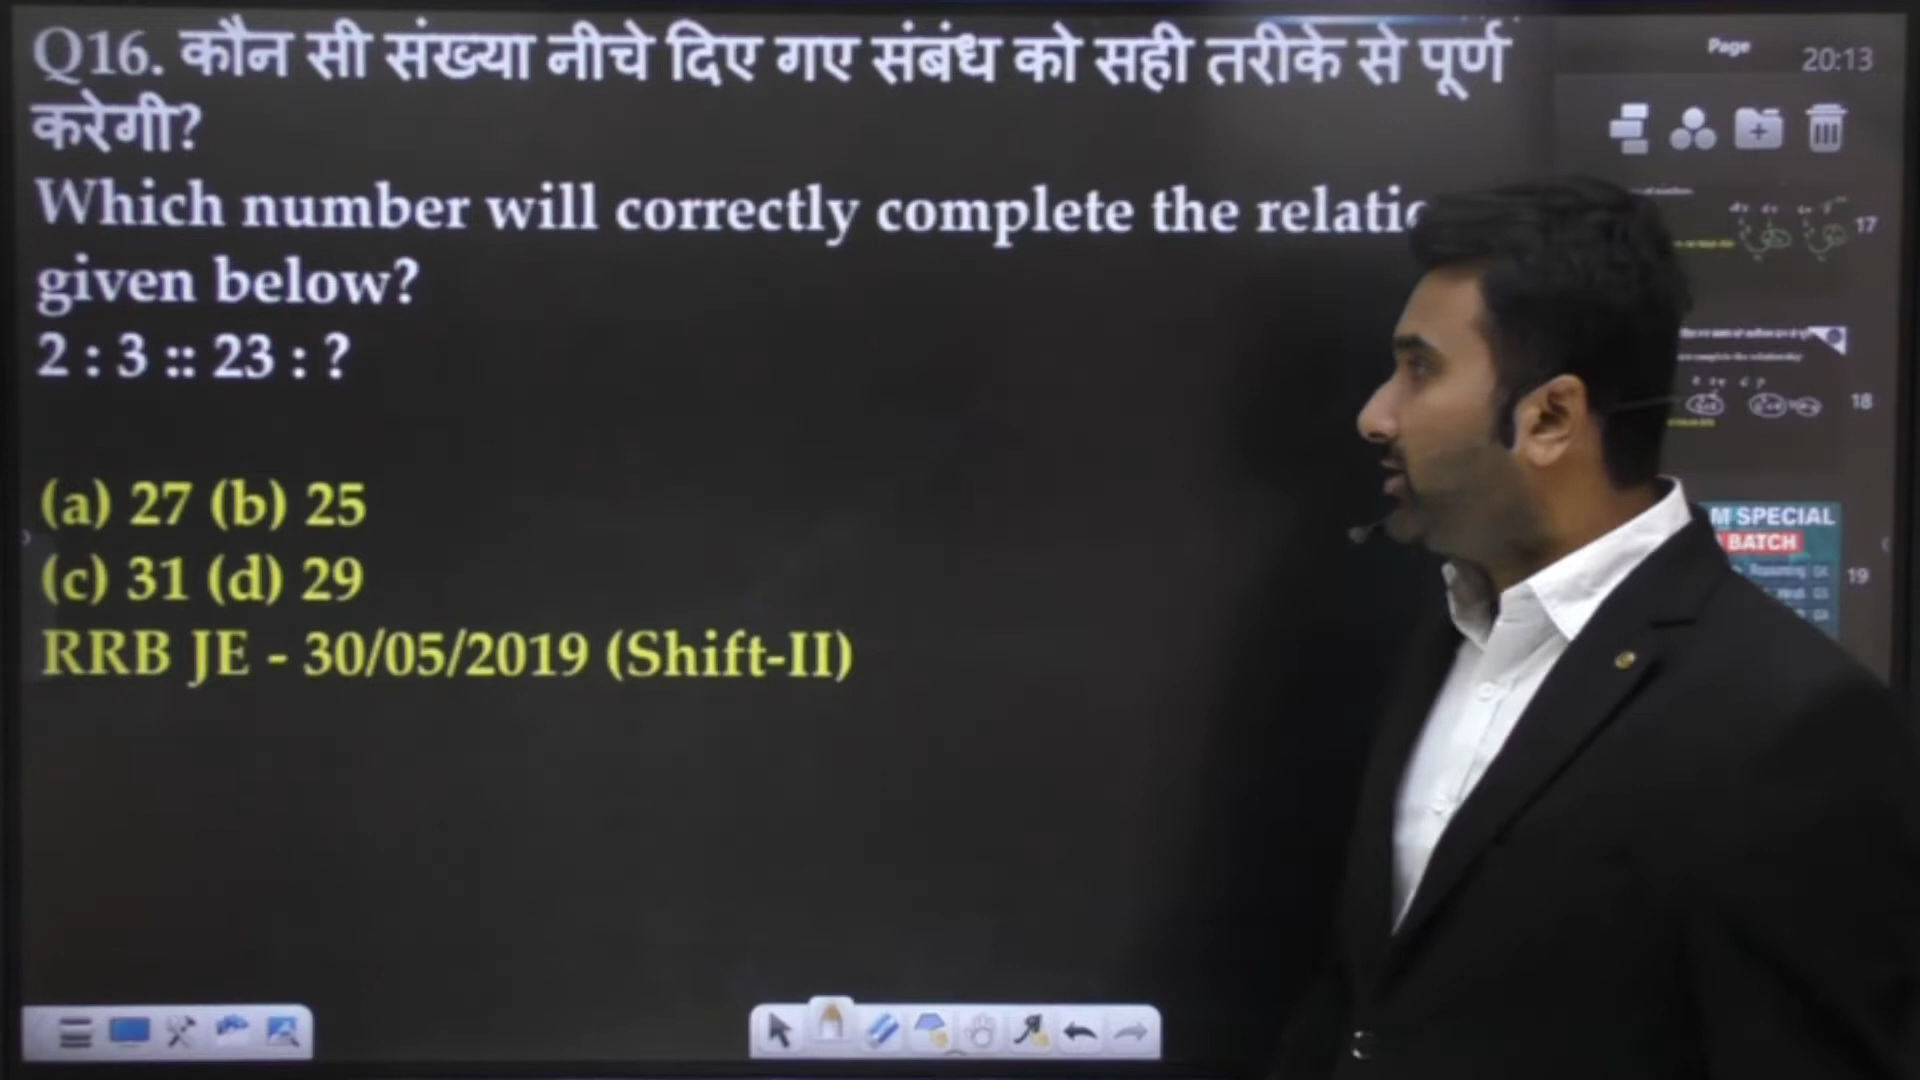 Q16. कौन सी संख्या नीचे दिए गए संबंध को सही तरीके से पूर्ण
करेगी?
Which number will correctly complete the
given below?
2 : 3 :: 23 : ?
(a) 27 (b) 25
(c) 31 (d) 29
RRB JE - 30/05/2019 (Shift-II)
Page
20:13
17
18
SPECIAL
BATCH
19